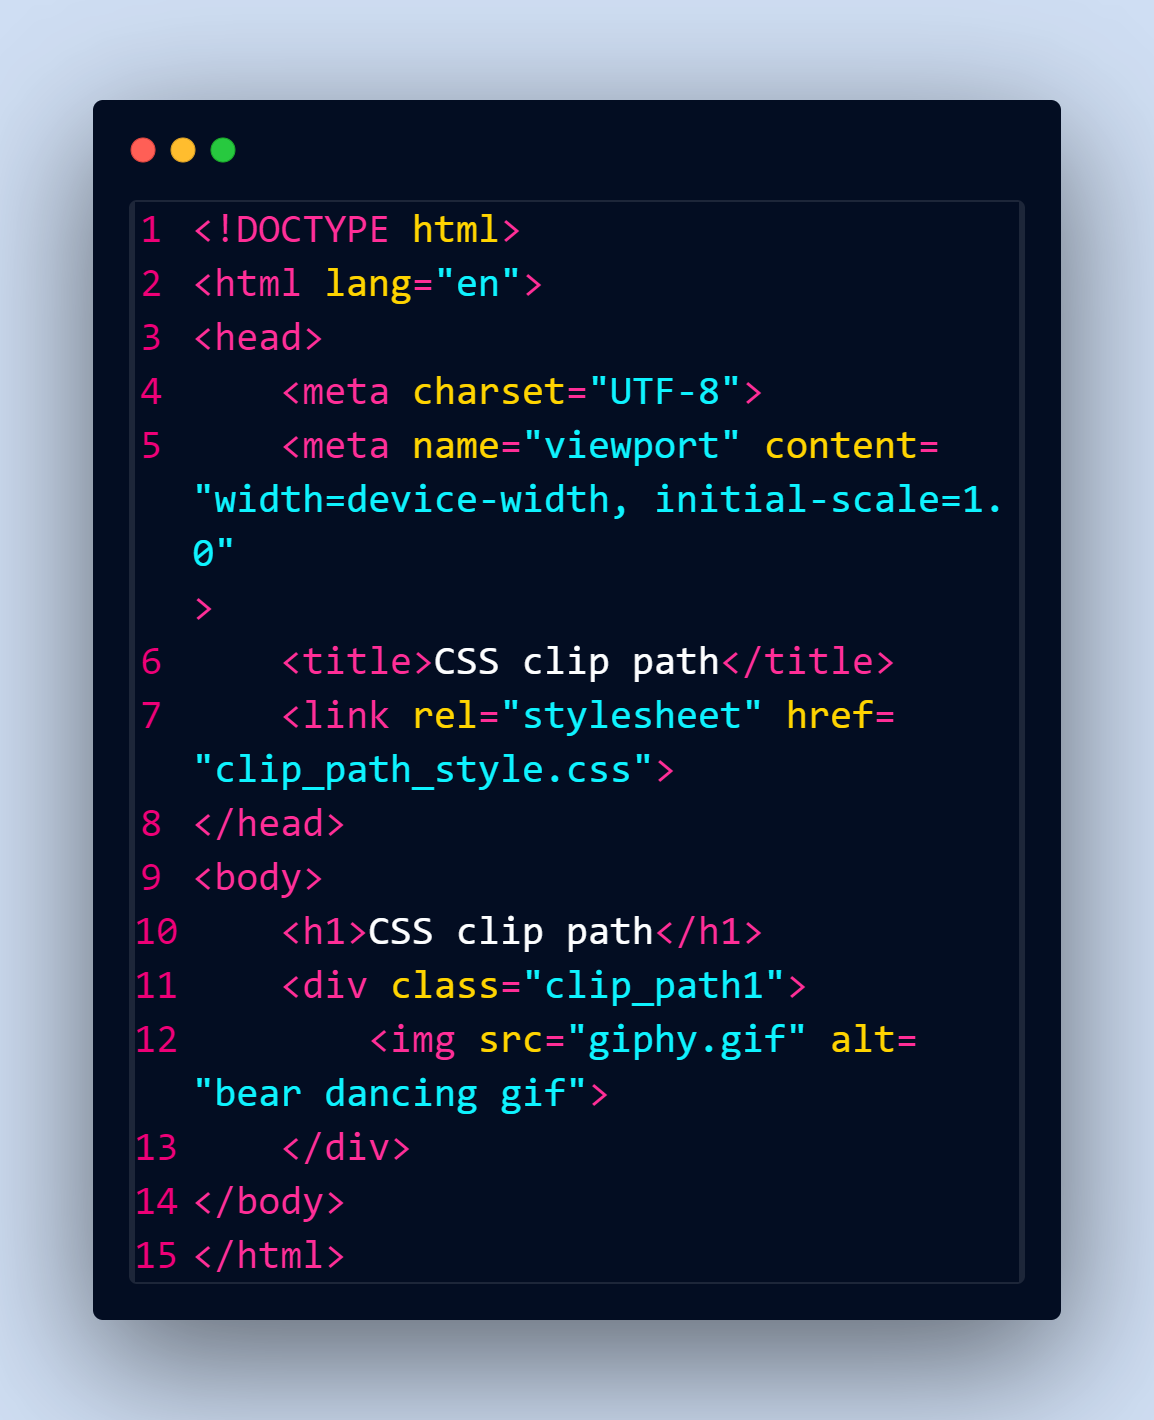 1 <!DOCTYPE html>
2 <html lang="en">
3 <head>
4     <meta charset="UTF-8">
5     <meta name="viewport" content=
"width=device-width, initial-scale=1.
0"
>
6     <title>CSS clip path</title>
7     <link rel="stylesheet" href=
"clip_path_style.css">
8 </head>
9 <body>
10     <h1>CSS clip path</h1>
11     <div class="clip_path1">
12         <img src="giphy.gif" alt=
"bear dancing gif">
13     </div>
14 </body>
15 </html>